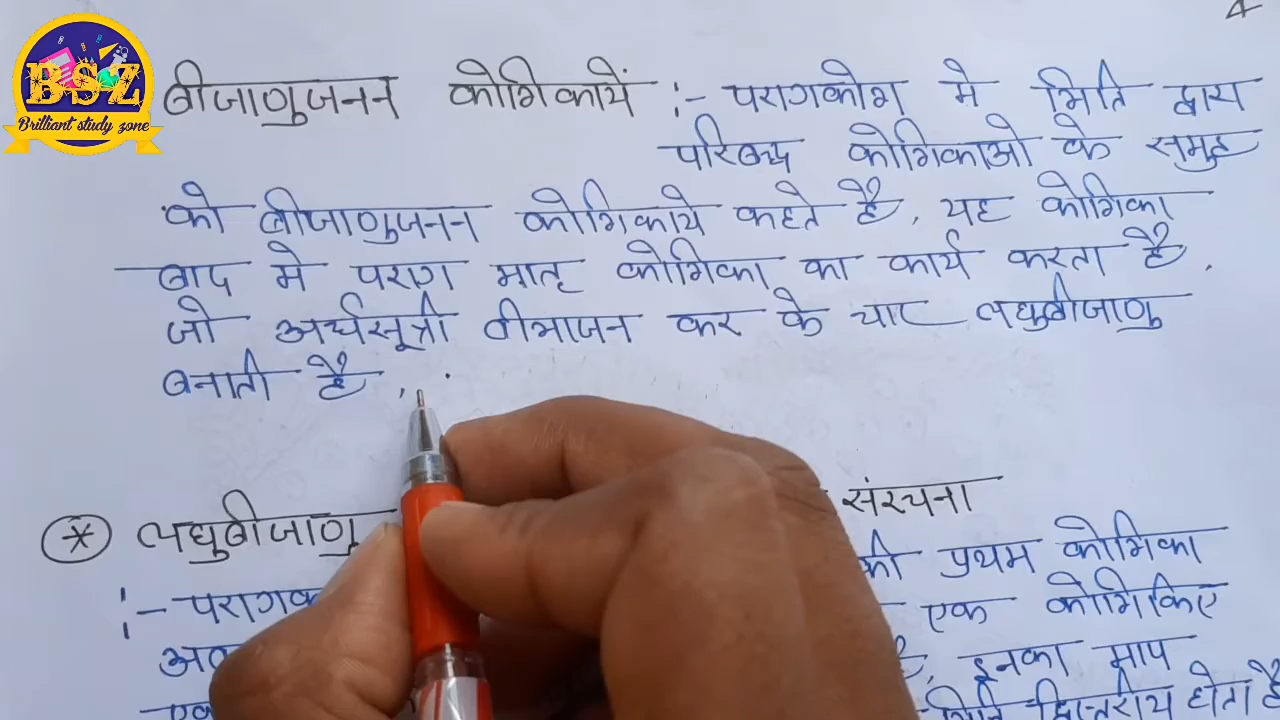 4
BSZ
Brilliant study zone
बीजाणुजनन कोशिकायें :- परागकोश मे भिति द्वारा
परिबद्ध कोशिकाओ के समुह
को बीजाणुजनन कोशिकाये कहते है, यह कोशिका
बाद मे पराग मातृ कोशिका का कार्य करता है,
जो अर्धसूत्री वीभाजन कर के चार लघुबीजाणु
बनाती है,
* लघुबीजाणु संरचना
:- की प्रथम कोशिका
एक कोशिकिए
इनका माप
द्विस्तरीय होता है